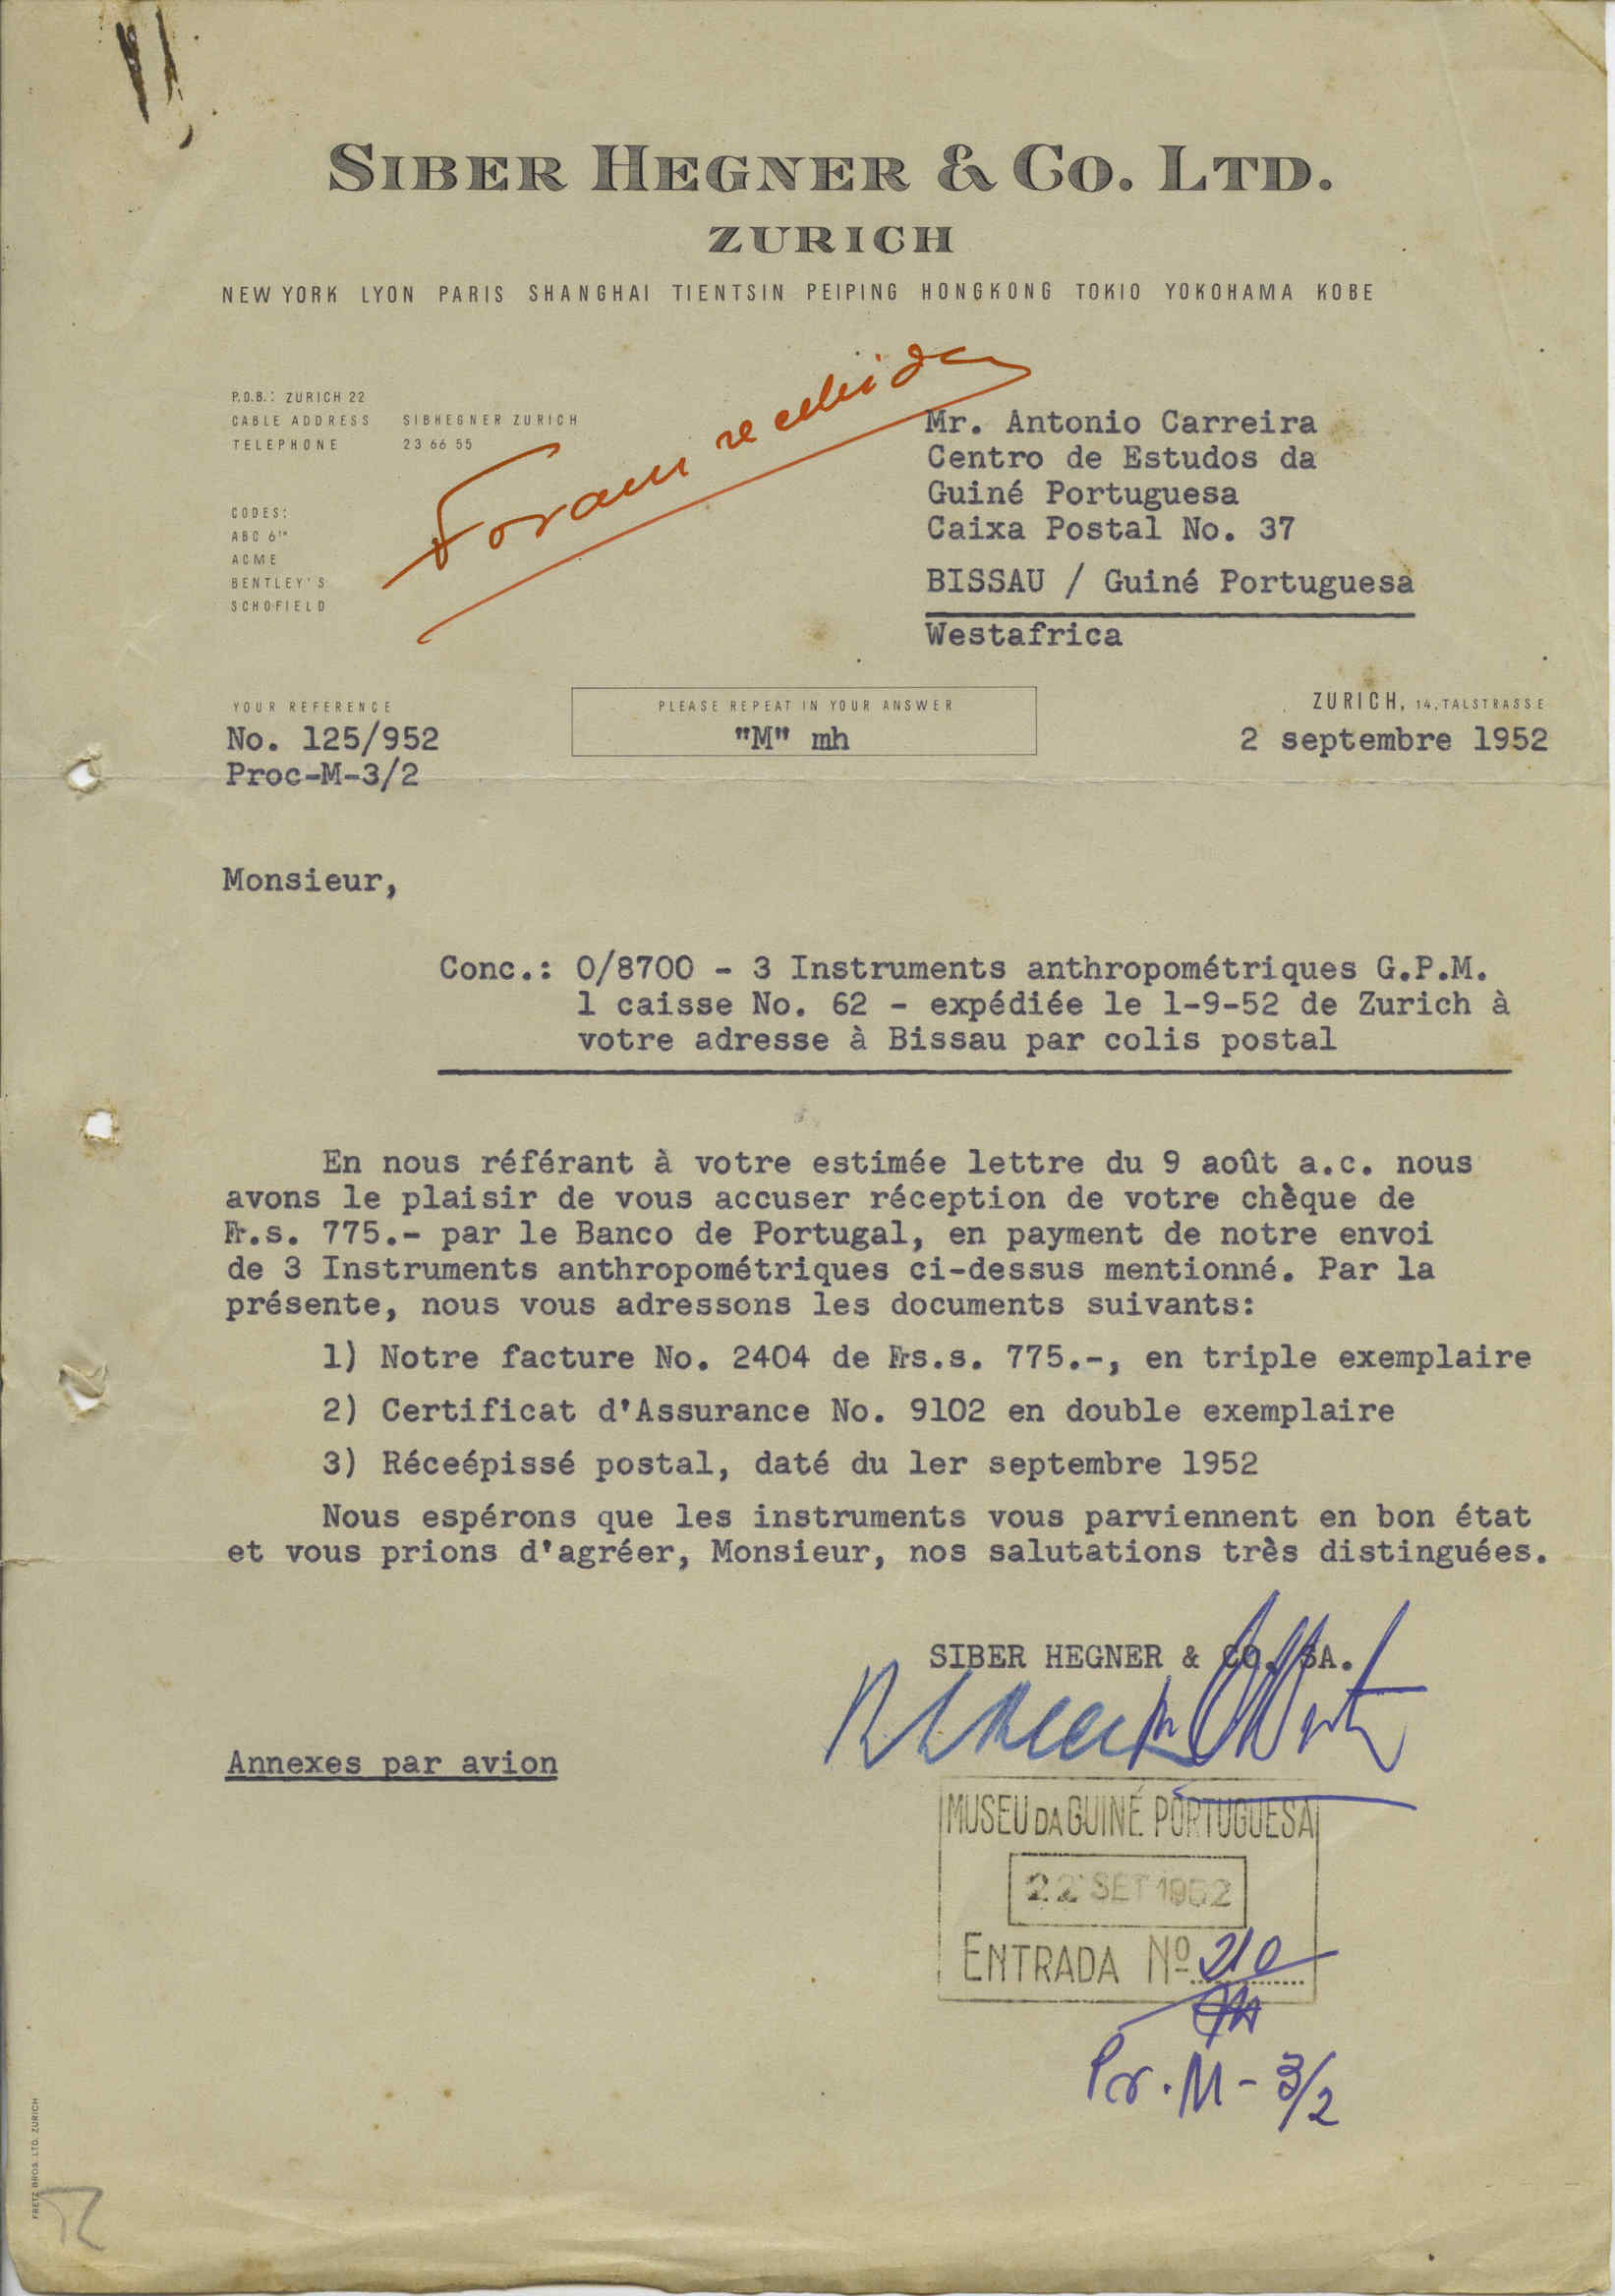 SIBER HEGNER & CO. LTD.
ZURICH
NEW YORK LYON PARIS SHANGHAI TIENTSIN PEIPING HONGKONG TOKIO YOKOHAMA KOBE
P.O.B.: ZURICH 22
CABLE ADDRESS SIBHEGNER ZURICH
TELEPHONE 23 66 55
CODES:
ABC 6TH
ACME
BENTLEY'S
SCHOFIELD
Foram recebidos
Mr. Antonio Carreira
Centro de Estudos da
Guiné Portuguesa
Caixa Postal No. 37
BISSAU / Guiné Portuguesa
Westafrica
YOUR REFERENCE
No. 125/952
Proc-M-3/2
PLEASE REPEAT IN YOUR ANSWER
"M" mh
ZURICH, 14, TALSTRASSE
2 septembre 1952
Monsieur,
Conc.: O/8700 - 3 Instruments anthropométriques G.P.M.
1 caisse No. 62 - expédiée le 1-9-52 de Zurich à
votre adresse à Bissau par colis postal
En nous référant à votre estimée lettre du 9 août a.c. nous
avons le plaisir de vous accuser réception de votre chèque de
Fr.s. 775.- par le Banco de Portugal, en payment de notre envoi
de 3 Instruments anthropométriques ci-dessus mentionné. Par la
présente, nous vous adressons les documents suivants:
1) Notre facture No. 2404 de Frs.s. 775.-, en triple exemplaire
2) Certificat d'Assurance No. 9102 en double exemplaire
3) Réceépissé postal, daté du 1er septembre 1952
Nous espérons que les instruments vous parviennent en bon état
et vous prions d'agréer, Monsieur, nos salutations très distinguées.
SIBER HEGNER & CO. SA.
Annexes par avion
MUSEU DA GUINÉ PORTUGUESA
22 SET 1952
ENTRADA Nº 210
Pr. M - 3/2
FRETZ BROS. LTD. ZURICH